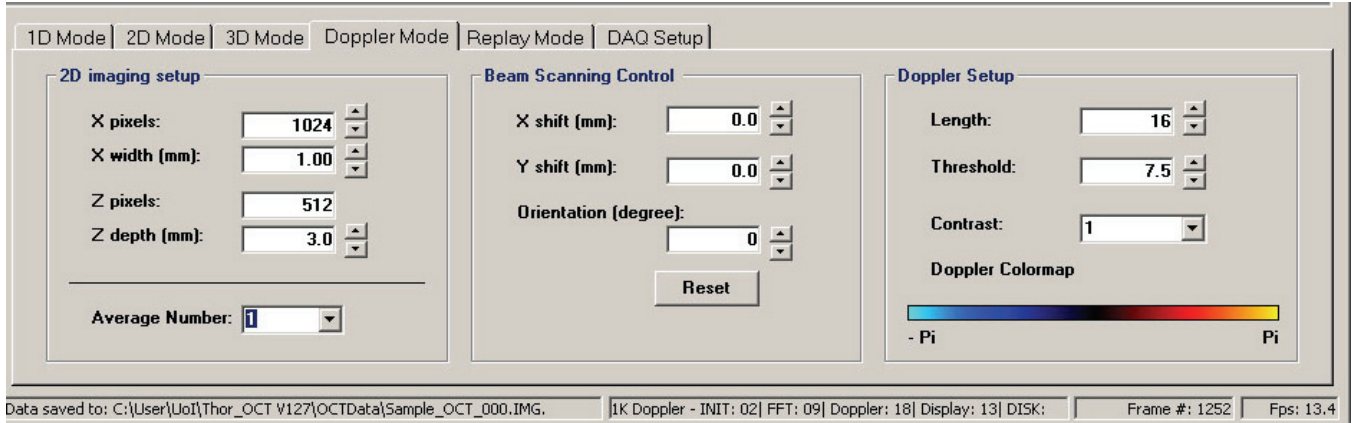 1D Mode 2D Mode 3D Mode Doppler Mode Replay Mode DAQ Setup
2D imaging setup
X pixels: 1024
X width (mm): 1.00
Z pixels: 512
Z depth (mm): 3.0
Average Number: 1
Beam Scanning Control
X shift (mm): 0.0
Y shift (mm): 0.0
Orientation (degree):
0
Reset
Doppler Setup
Length: 16
Threshold: 7.5
Contrast: 1
Doppler Colormap
- Pi Pi
Data saved to: C:\User\UoI\Thor_OCT V127\OCTData\Sample_OCT_000.IMG. 1K Doppler - INIT: 02| FFT: 09| Doppler: 18| Display: 13| DISK: Frame #: 1252 Fps: 13.4